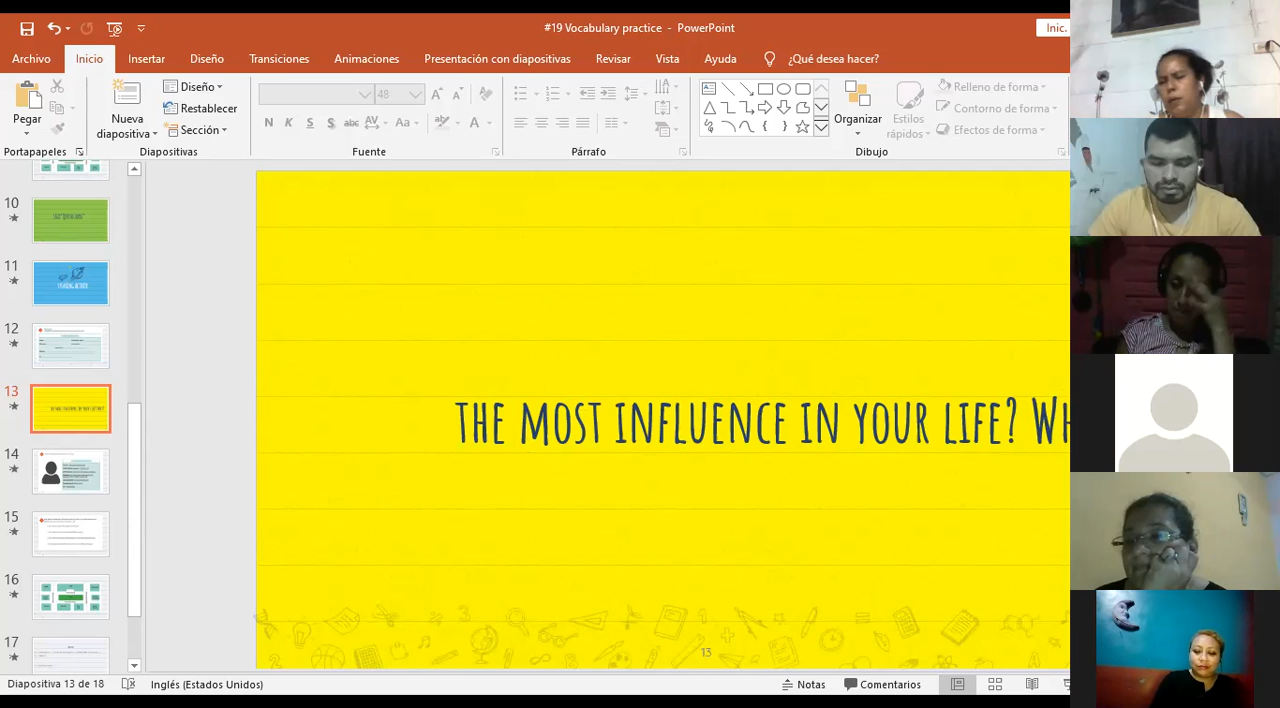 #19 Vocabulary practice - PowerPoint
Inic.
Archivo Inicio Insertar Diseño Transiciones Animaciones Presentación con diapositivas Revisar Vista Ayuda ¿Qué desea hacer?
Pegar
Portapapeles
Nueva
diapositiva
Diseño
Restablecer
Sección
Diapositivas
48
N K S S abc AV Aa A
Fuente
Párrafo
Organizar
Estilos
rápidos
Dibujo
Relleno de forma
Contorno de forma
Efectos de forma
10
11
12
13
14
15
16
17
THE MOST INFLUENCE IN YOUR LIFE? WH
13
Diapositiva 13 de 18 Inglés (Estados Unidos) Notas Comentarios